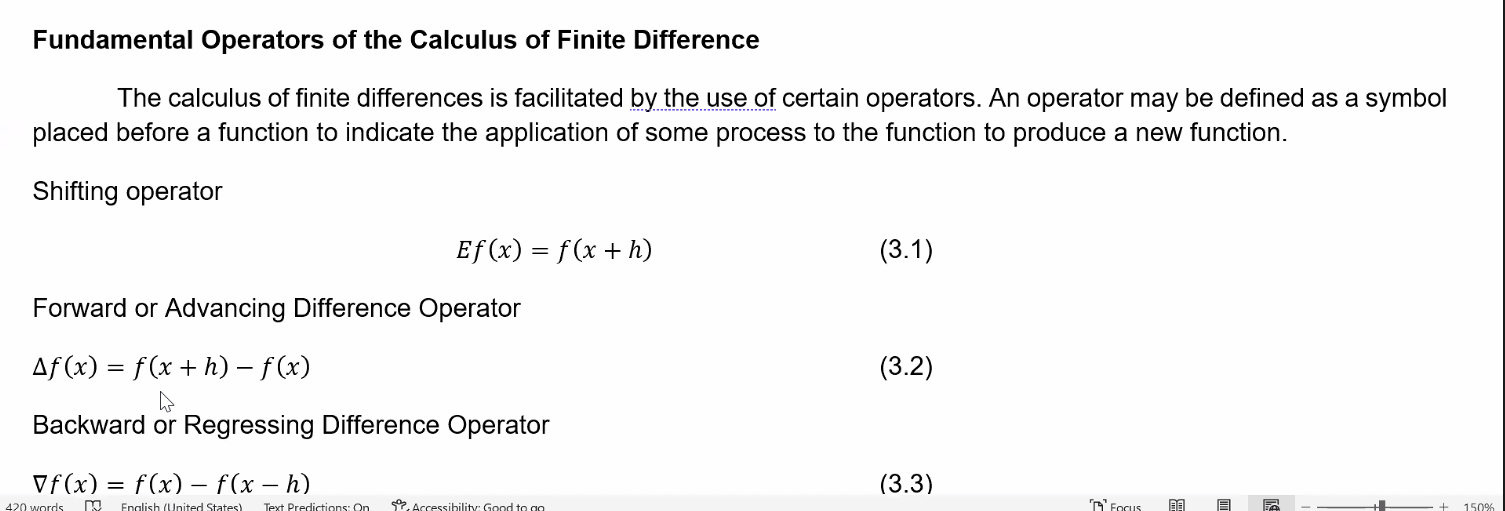 Fundamental Operators of the Calculus of Finite Difference
The calculus of finite differences is facilitated by the use of certain operators. An operator may be defined as a symbol
placed before a function to indicate the application of some process to the function to produce a new function.
Shifting operator
Ef(x) = f(x + h) (3.1)
Forward or Advancing Difference Operator
Δf(x) = f(x + h) − f(x) (3.2)
Backward or Regressing Difference Operator
∇f(x) = f(x) − f(x − h) (3.3)
420 words English (United States) Text Predictions: On Accessibility: Good to go Focus − + 150%